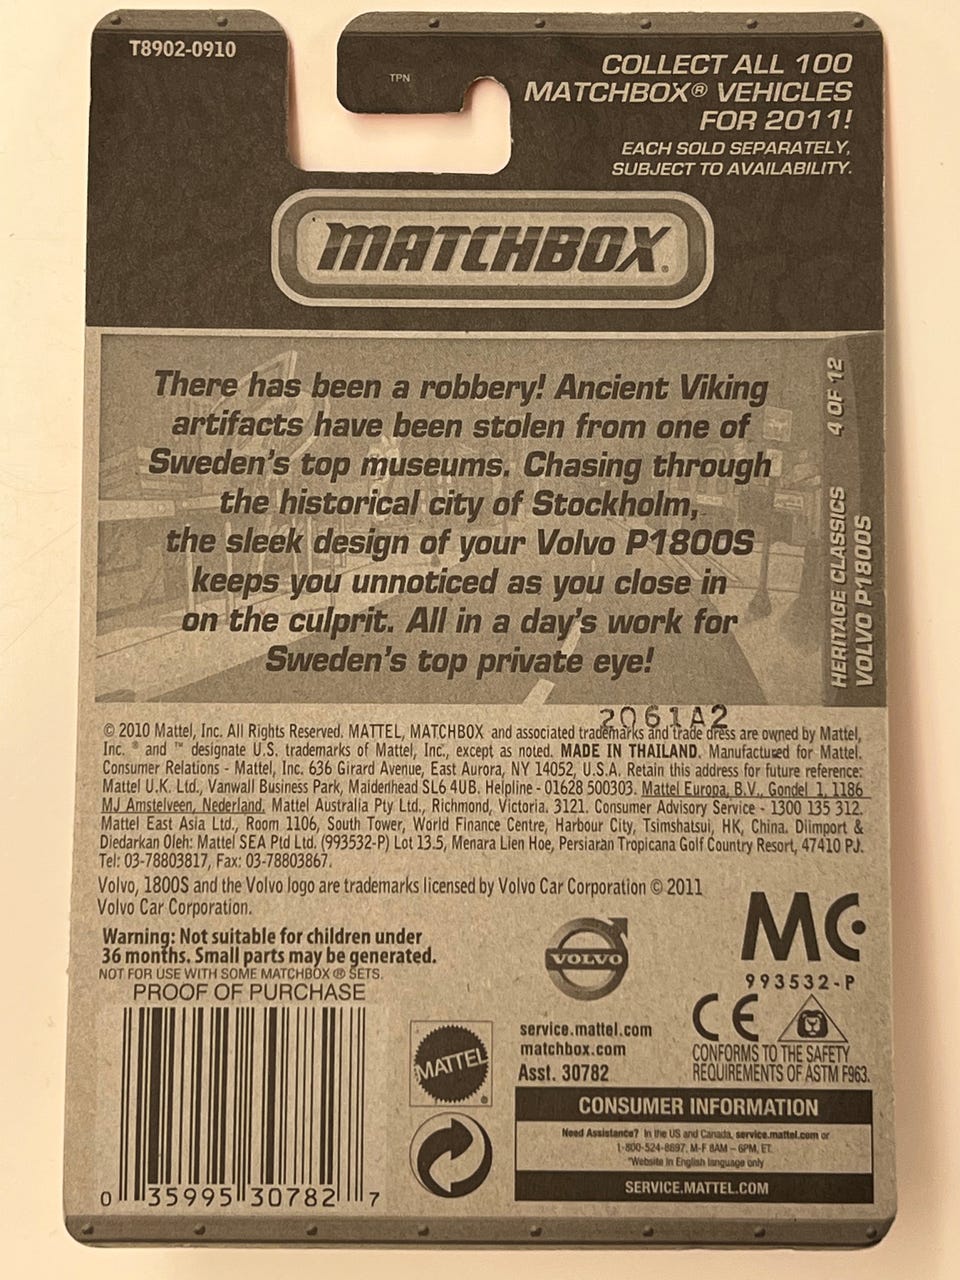 T8902-0910
TPN
COLLECT ALL 100
MATCHBOX® VEHICLES
FOR 2011!
EACH SOLD SEPARATELY,
SUBJECT TO AVAILABILITY.
MATCHBOX®
There has been a robbery! Ancient Viking
artifacts have been stolen from one of
Sweden's top museums. Chasing through
the historical city of Stockholm,
the sleek design of your Volvo P1800S
keeps you unnoticed as you close in
on the culprit. All in a day's work for
Sweden's top private eye!
HERITAGE CLASSICS 4 OF 12
VOLVO P1800S
2061A2
© 2010 Mattel, Inc. All Rights Reserved. MATTEL, MATCHBOX and associated trademarks and trade dress are owned by Mattel,
Inc. ® and ™ designate U.S. trademarks of Mattel, Inc., except as noted. MADE IN THAILAND. Manufactured for Mattel.
Consumer Relations - Mattel, Inc. 636 Girard Avenue, East Aurora, NY 14052, U.S.A. Retain this address for future reference:
Mattel U.K. Ltd., Vanwall Business Park, Maidenhead SL6 4UB. Helpline - 01628 500303. Mattel Europa, B.V., Gondel 1, 1186
MJ Amstelveen, Nederland. Mattel Australia Pty Ltd., Richmond, Victoria. 3121. Consumer Advisory Service - 1300 135 312.
Mattel East Asia Ltd., Room 1106, South Tower, World Finance Centre, Harbour City, Tsimshatsui, HK, China. Diimport &
Diedarkan Oleh: Mattel SEA Ptd Ltd. (993532-P) Lot 13.5, Menara Lien Hoe, Persiaran Tropicana Golf Country Resort, 47410 PJ.
Tel: 03-78803817, Fax: 03-78803867.
Volvo, 1800S and the Volvo logo are trademarks licensed by Volvo Car Corporation © 2011
Volvo Car Corporation.
Warning: Not suitable for children under
36 months. Small parts may be generated.
NOT FOR USE WITH SOME MATCHBOX ® SETS.
PROOF OF PURCHASE
0 35995 30782 7
VOLVO
MC
993532-P
CE
CONFORMS TO THE SAFETY
REQUIREMENTS OF ASTM F963.
MATTEL®
service.mattel.com
matchbox.com
Asst. 30782
CONSUMER INFORMATION
Need Assistance? In the US and Canada, service.mattel.com or
1-800-524-8697, M-F 8AM – 6PM, ET.
*Website in English language only
SERVICE.MATTEL.COM